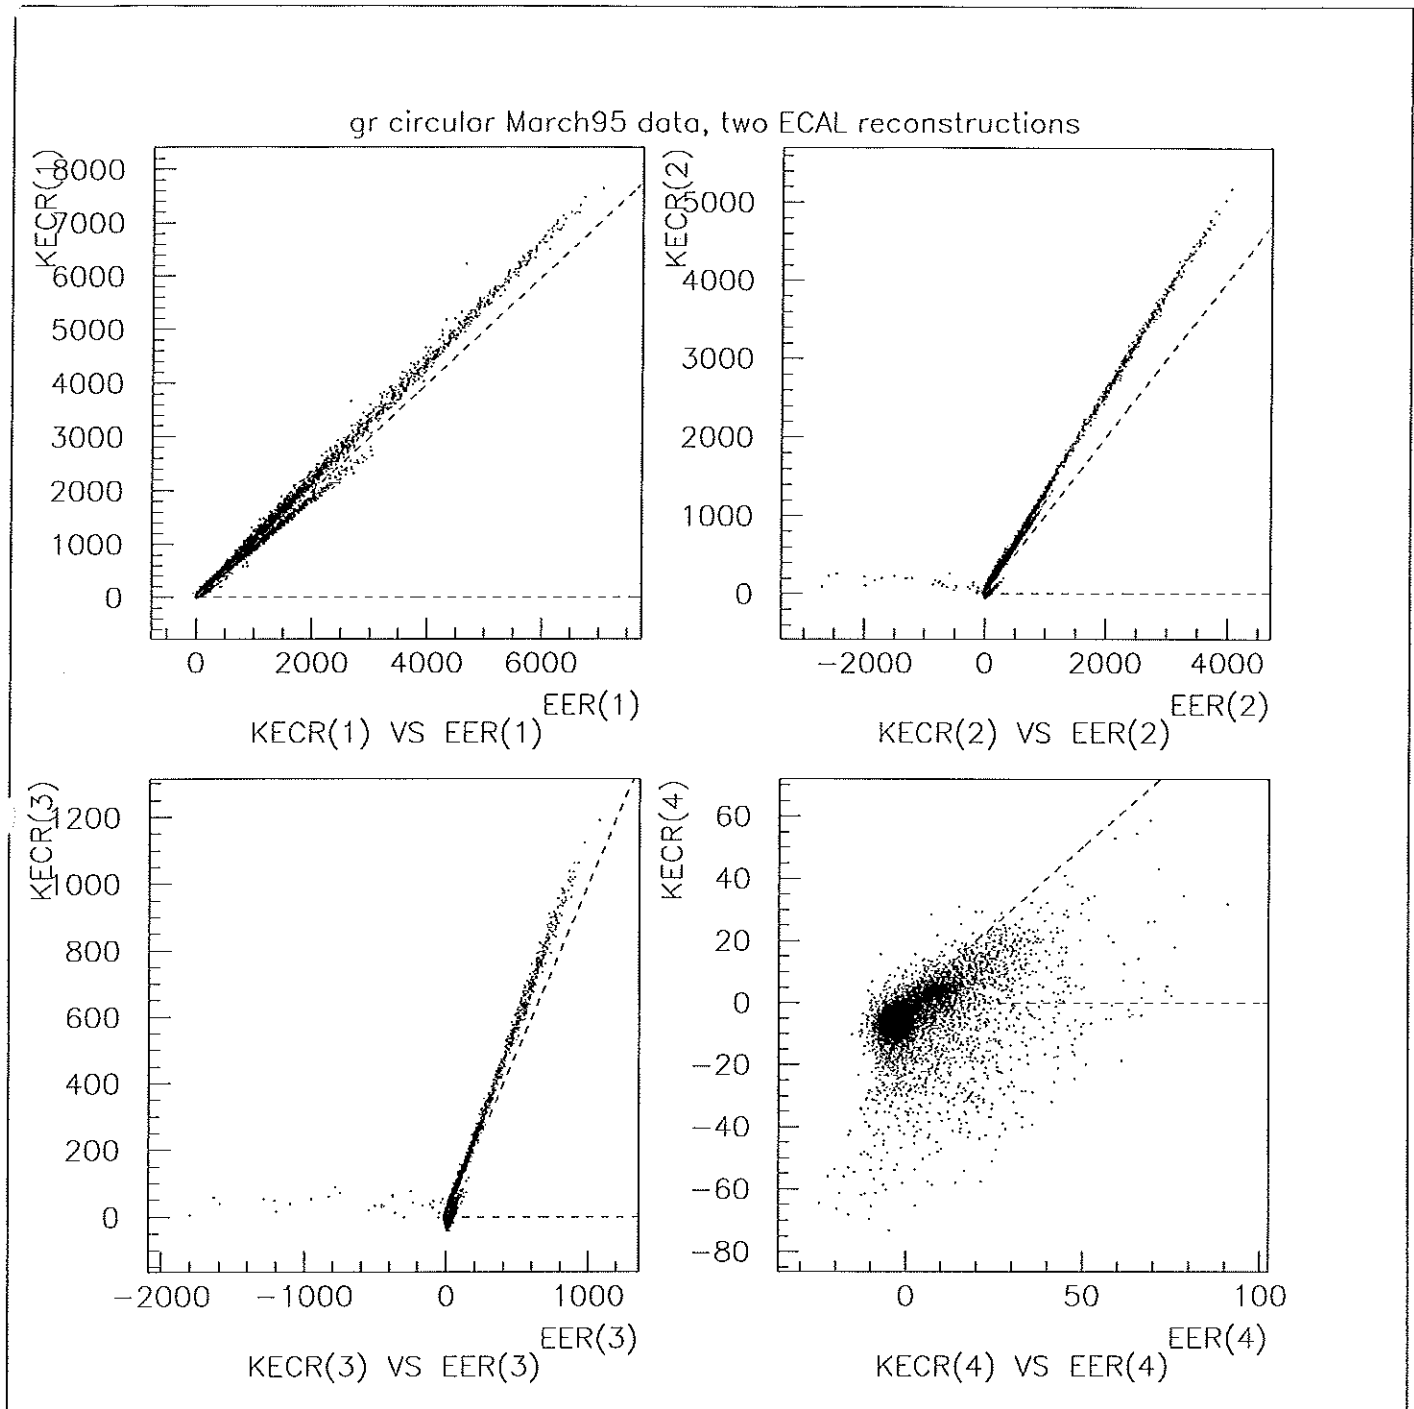 gr circular March95 data, two ECAL reconstructions
KECR(1)
8000
7000
6000
5000
4000
3000
2000
1000
0
0 2000 4000 6000
EER(1)
KECR(1) VS EER(1)
KECR(2)
5000
4000
3000
2000
1000
0
−2000 0 2000 4000
EER(2)
KECR(2) VS EER(2)
KECR(3)
1200
1000
800
600
400
200
0
−2000 −1000 0 1000
EER(3)
KECR(3) VS EER(3)
KECR(4)
60
40
20
0
−20
−40
−60
−80
0 50 100
EER(4)
KECR(4) VS EER(4)